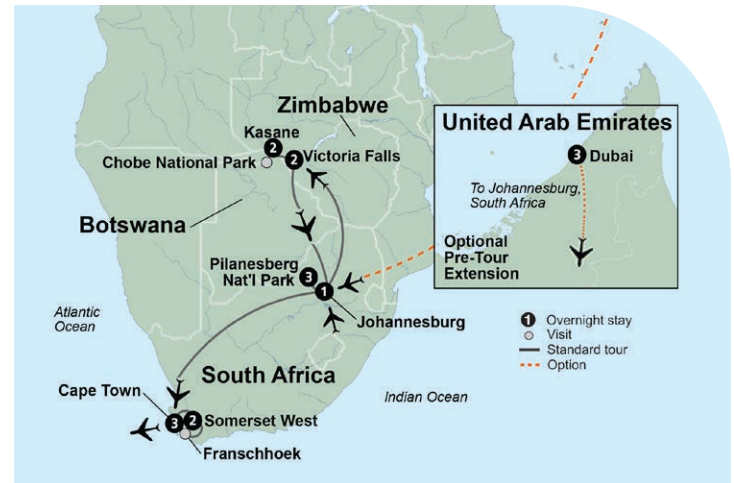 Zimbabwe
Kasane
2
Chobe National Park
2
Victoria Falls
Botswana
Pilanesberg
Nat'l Park
3
1
Johannesburg
Atlantic
Ocean
South Africa
Cape Town
3
2
Somerset West
Franschhoek
Indian Ocean
United Arab Emirates
3
Dubai
To Johannesburg,
South Africa
Optional
Pre-Tour
Extension
1 Overnight stay
Visit
Standard tour
Option